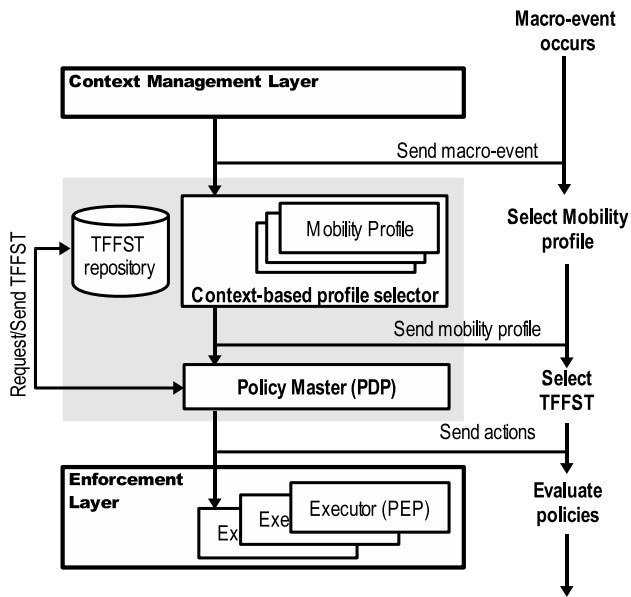 Macro-event
occurs
Context Management Layer
Send macro-event
TFFST
repository
Mobility Profile
Context-based profile selector
Select Mobility
profile
Request/Send TFFST
Send mobility profile
Policy Master (PDP)
Select
TFFST
Send actions
Enforcement
Layer
Executor (PEP)
Exe
Ex
Evaluate
policies